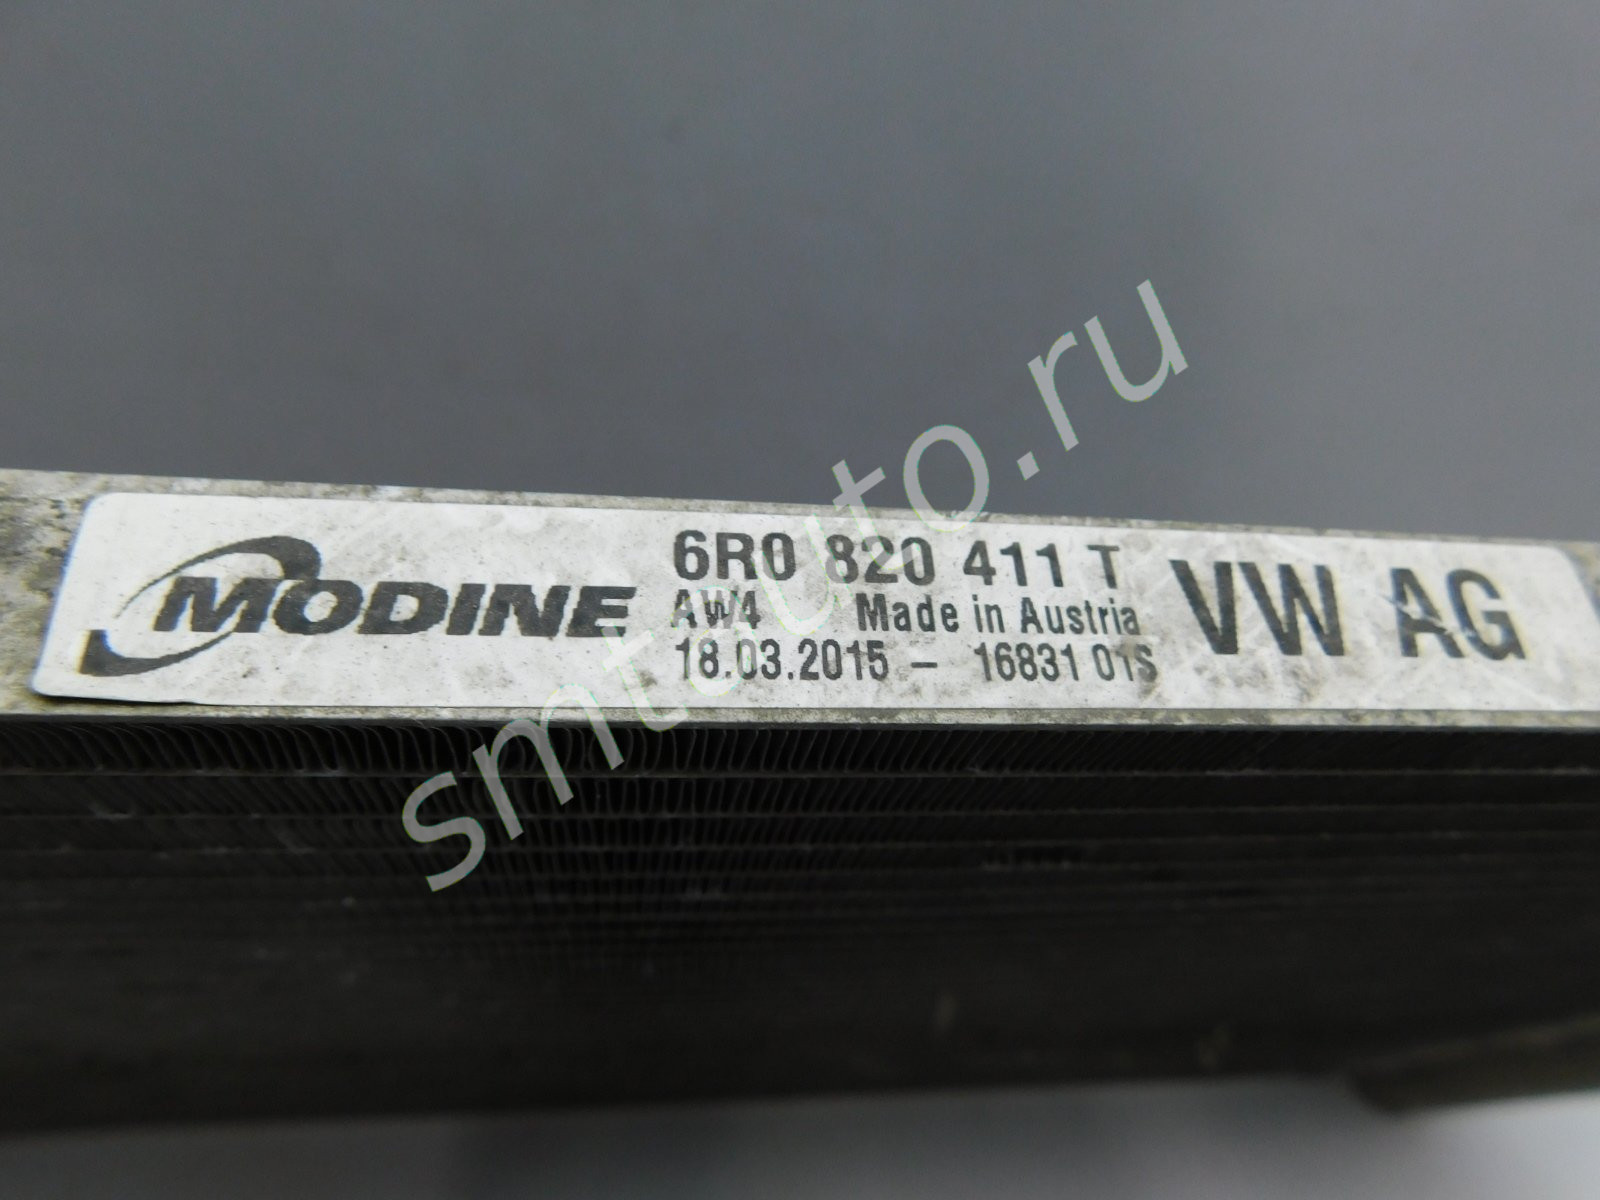 MODINE
6R0 820 411 T
AW4 Made in Austria
18.03.2015 - 16831 01S
VW AG
smtauto.ru